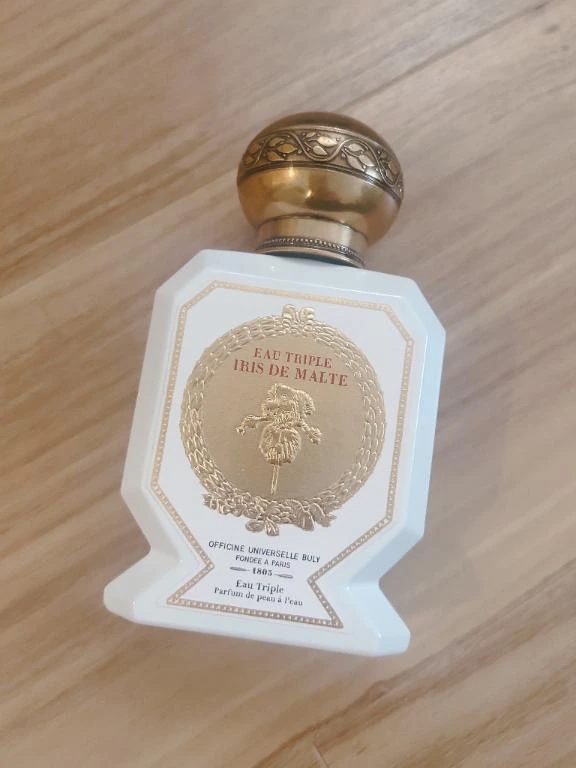 EAU TRIPLE
IRIS DE MALTE
OFFICINE UNIVERSELLE BULY
FONDÉE À PARIS
1803
Eau Triple
Parfum de peau à l'eau